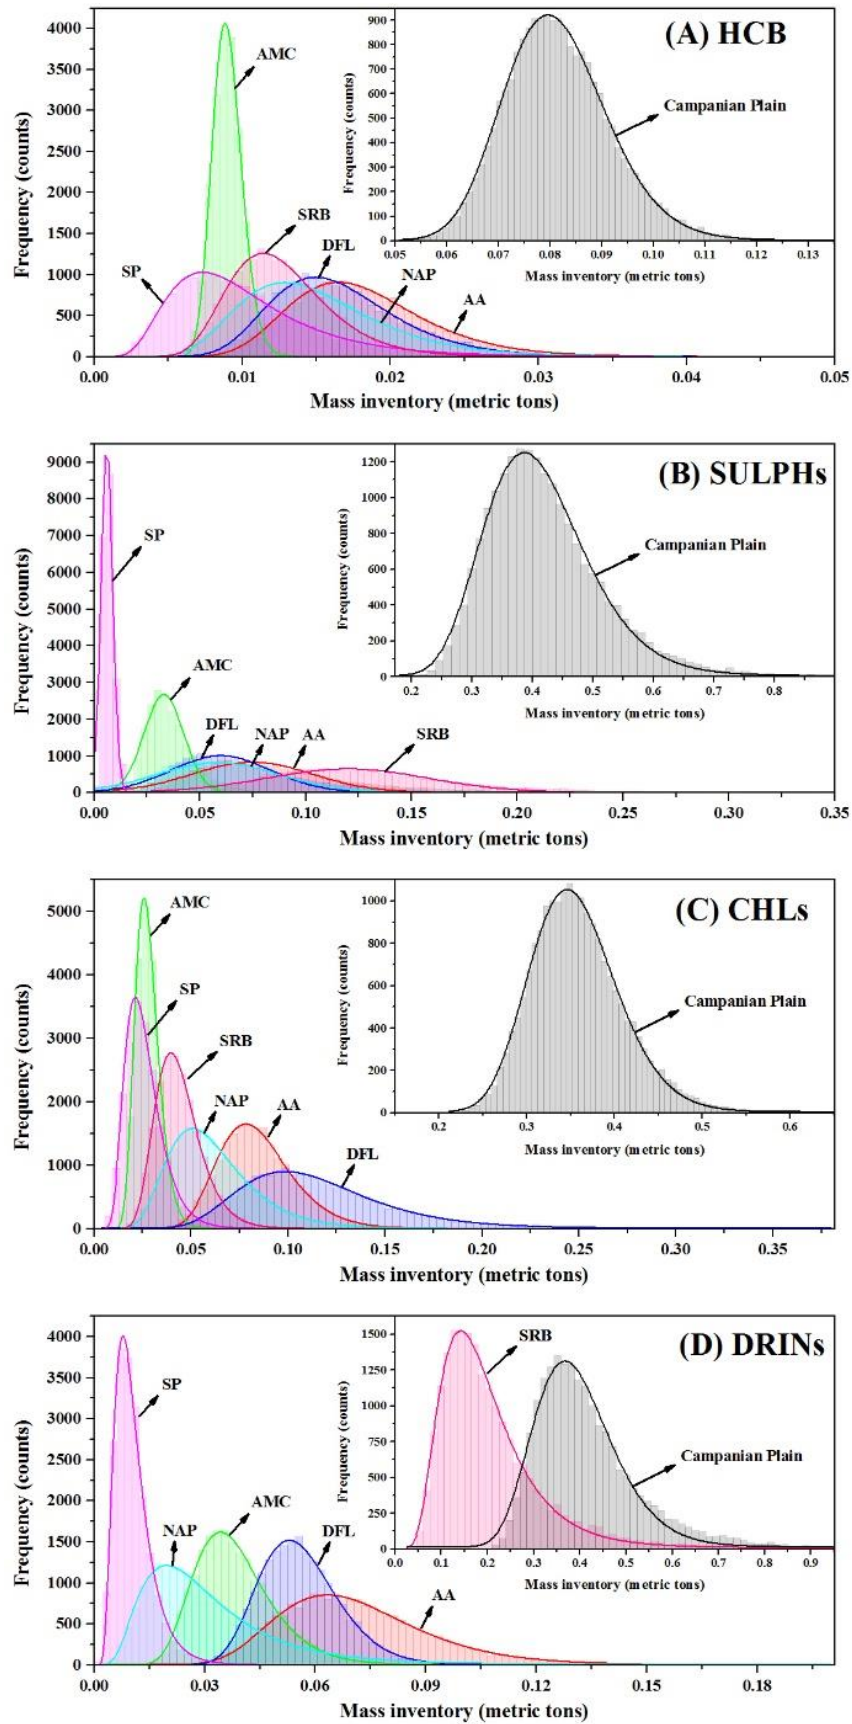 (A) HCB
Frequency (counts)
4000
3500
3000
2500
2000
1500
1000
500
0
0.00 0.01 0.02 0.03 0.04 0.05
Mass inventory (metric tons)
AMC
SRB
DFL
SP
NAP
AA
Frequency (counts)
900
800
700
600
500
400
300
200
100
0
0.05 0.06 0.07 0.08 0.09 0.10 0.11 0.12 0.13
Mass inventory (metric tons)
Campanian Plain
(B) SULPHs
Frequency (counts)
9000
8000
7000
6000
5000
4000
3000
2000
1000
0
0.00 0.05 0.10 0.15 0.20 0.25 0.30 0.35
Mass inventory (metric tons)
SP
AMC
DFL
NAP
AA
SRB
Frequency (counts)
1200
1000
800
600
400
200
0
0.2 0.3 0.4 0.5 0.6 0.7 0.8
Mass inventory (metric tons)
Campanian Plain
(C) CHLs
Frequency (counts)
5000
4000
3000
2000
1000
0
0.00 0.05 0.10 0.15 0.20 0.25 0.30 0.35
Mass inventory (metric tons)
AMC
SP
SRB
NAP
AA
DFL
Frequency (counts)
1000
800
600
400
200
0
0.2 0.3 0.4 0.5 0.6
Mass inventory (metric tons)
Campanian Plain
(D) DRINs
Frequency (counts)
4000
3500
3000
2500
2000
1500
1000
500
0
0.00 0.03 0.06 0.09 0.12 0.15 0.18
Mass inventory (metric tons)
SP
NAP
AMC
DFL
AA
Frequency (counts)
1500
1250
1000
750
500
250
0
0.0 0.1 0.2 0.3 0.4 0.5 0.6 0.7 0.8 0.9
Mass inventory (metric tons)
SRB
Campanian Plain